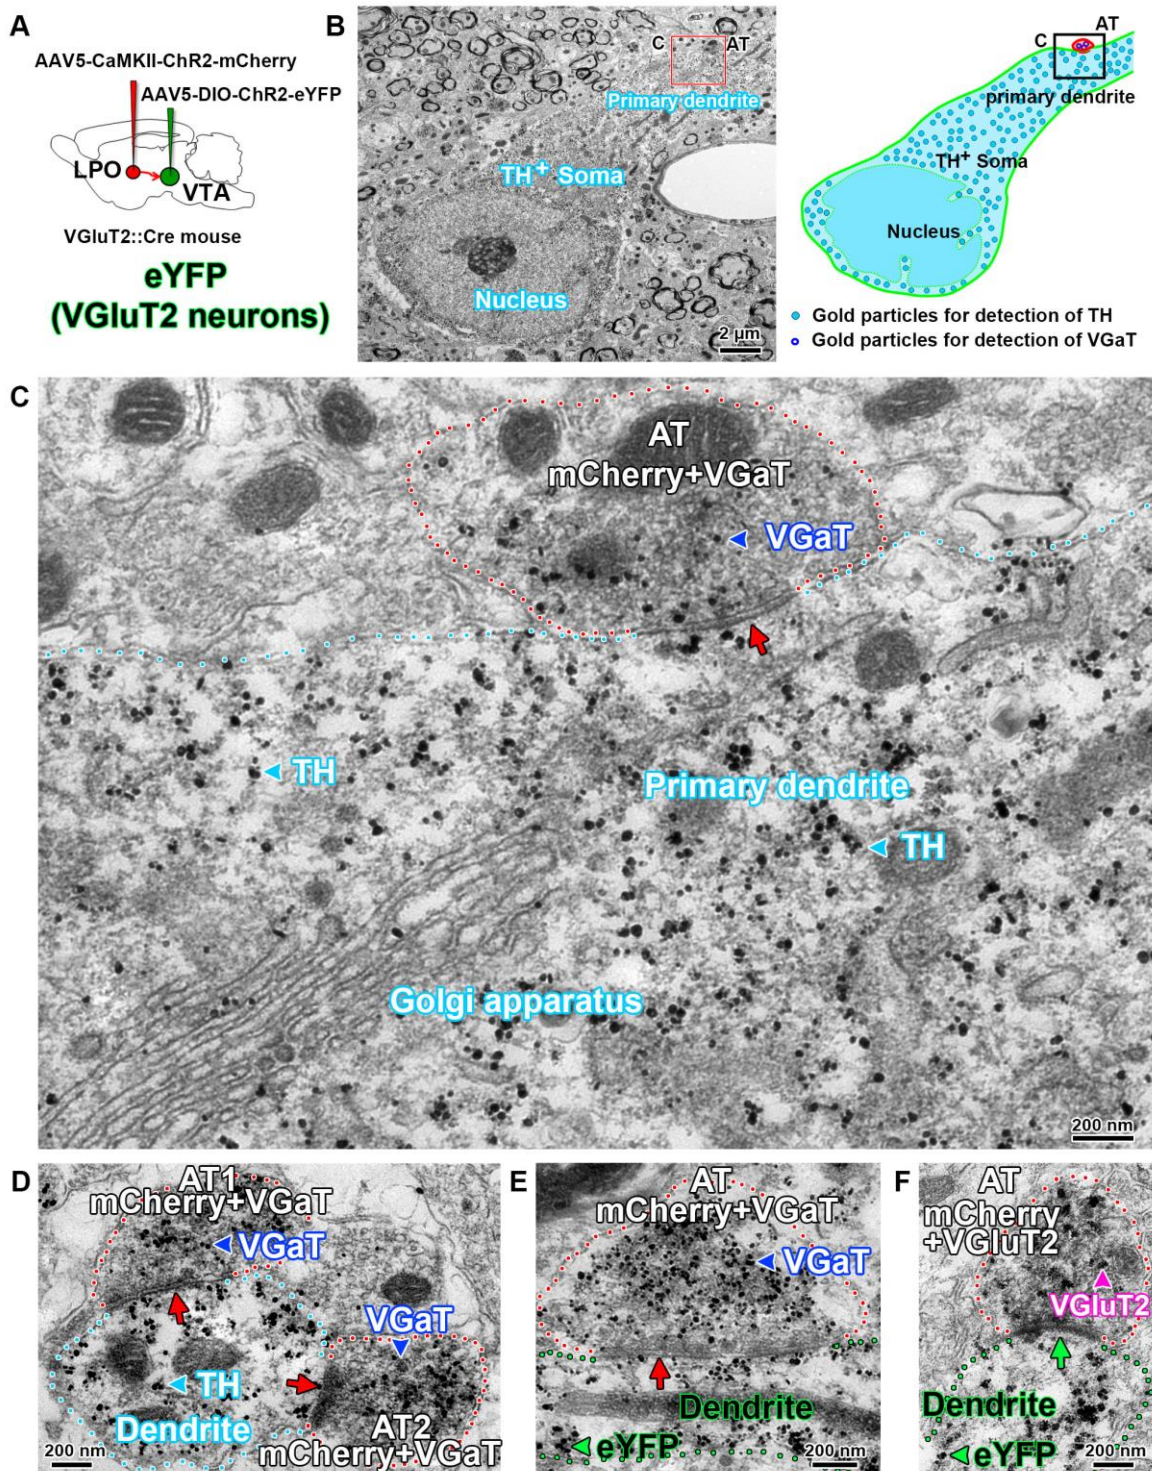 A
AAV5-CaMKII-ChR2-mCherry
AAV5-DIO-ChR2-eYFP
LPO
VTA
VGluT2::Cre mouse
eYFP
(VGluT2 neurons)
B
C
AT
Primary dendrite
TH+ Soma
Nucleus
2 µm
AT
C
primary dendrite
TH+ Soma
Nucleus
Gold particles for detection of TH
Gold particles for detection of VGaT
C
AT
mCherry+VGaT
VGaT
TH
Primary dendrite
TH
Golgi apparatus
200 nm
D
AT1
mCherry+VGaT
VGaT
VGaT
TH
Dendrite
AT2
mCherry+VGaT
200 nm
E
AT
mCherry+VGaT
VGaT
Dendrite
eYFP
200 nm
F
AT
mCherry
+VGluT2
VGluT2
Dendrite
eYFP
200 nm